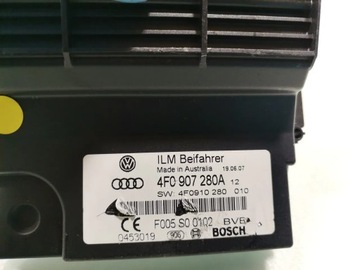 ILM Beifahrer
Made in Australia 19.06.07
4F0 907 280A 12
SW: 4F0910 280 010
F005 S0 0102 BVB
0453019 BOSCH